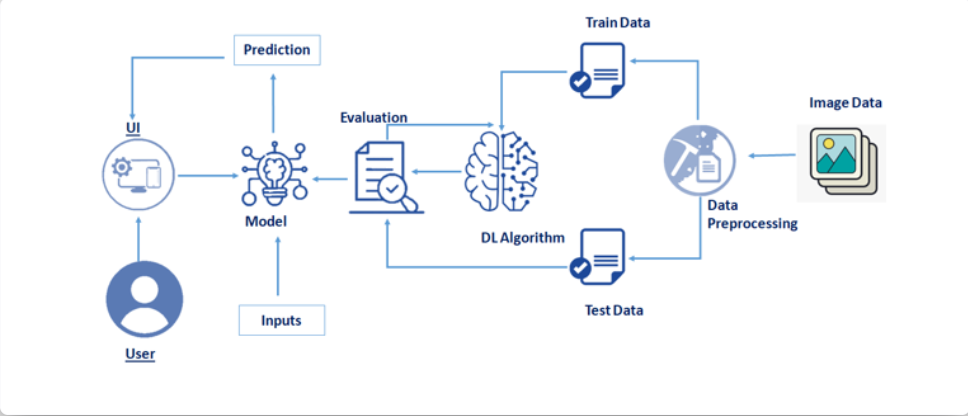 Train Data
Prediction
Image Data
Evaluation
UI
Data
Preprocessing
Model
DL Algorithm
Inputs
Test Data
User